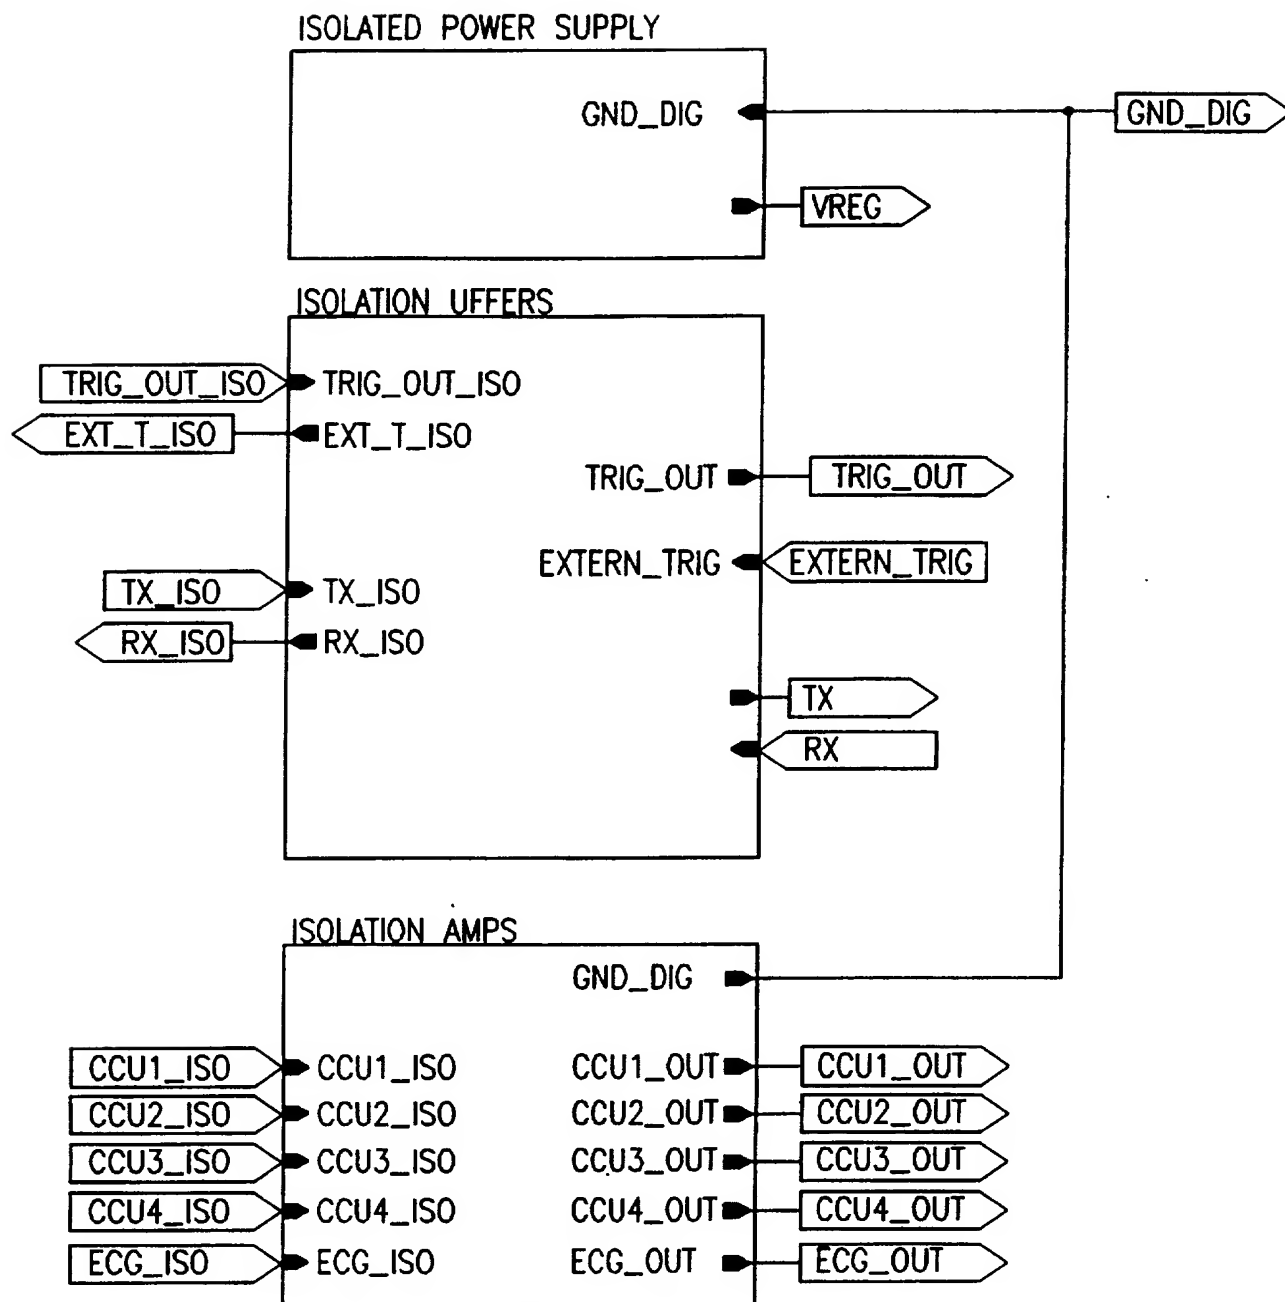 ISOLATED POWER SUPPLY
GND_DIG
GND_DIG
VREG
ISOLATION UFFERS
TRIG_OUT_ISO
TRIG_OUT_ISO
EXT_T_ISO
EXT_T_ISO
TRIG_OUT
TRIG_OUT
EXTERN_TRIG
EXTERN_TRIG
TX_ISO
TX_ISO
RX_ISO
RX_ISO
TX
RX
ISOLATION AMPS
GND_DIG
CCU1_ISO
CCU1_ISO
CCU1_OUT
CCU1_OUT
CCU2_ISO
CCU2_ISO
CCU2_OUT
CCU2_OUT
CCU3_ISO
CCU3_ISO
CCU3_OUT
CCU3_OUT
CCU4_ISO
CCU4_ISO
CCU4_OUT
CCU4_OUT
ECG_ISO
ECG_ISO
ECG_OUT
ECG_OUT